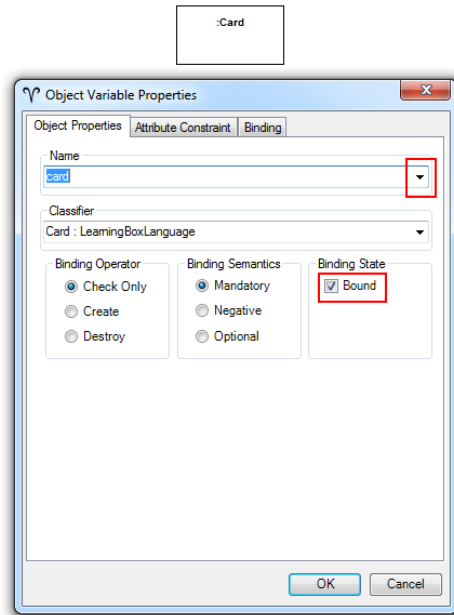 :Card
Object Variable Properties
Object Properties Attribute Constraint Binding
Name
card
Classifier
Card : LearningBoxLanguage
Binding Operator Binding Semantics Binding State
Check Only Mandatory Bound
Create Negative
Destroy Optional
OK Cancel